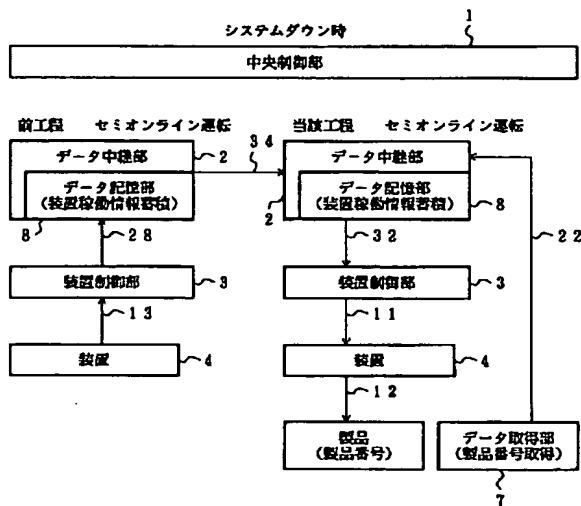 システムダウン時
1
中央制御部
前工程 セミオンライン運転
当該工程 セミオンライン運転
データ中継部
2
34
データ中継部
データ記憶部
(装置稼働情報蓄積)
データ記憶部
(装置稼働情報蓄積)
8
28
2
32
8
22
装置制御部
3
装置制御部
3
13
11
装置
4
装置
4
12
製品
(製品番号)
データ取得部
(製品番号取得)
7